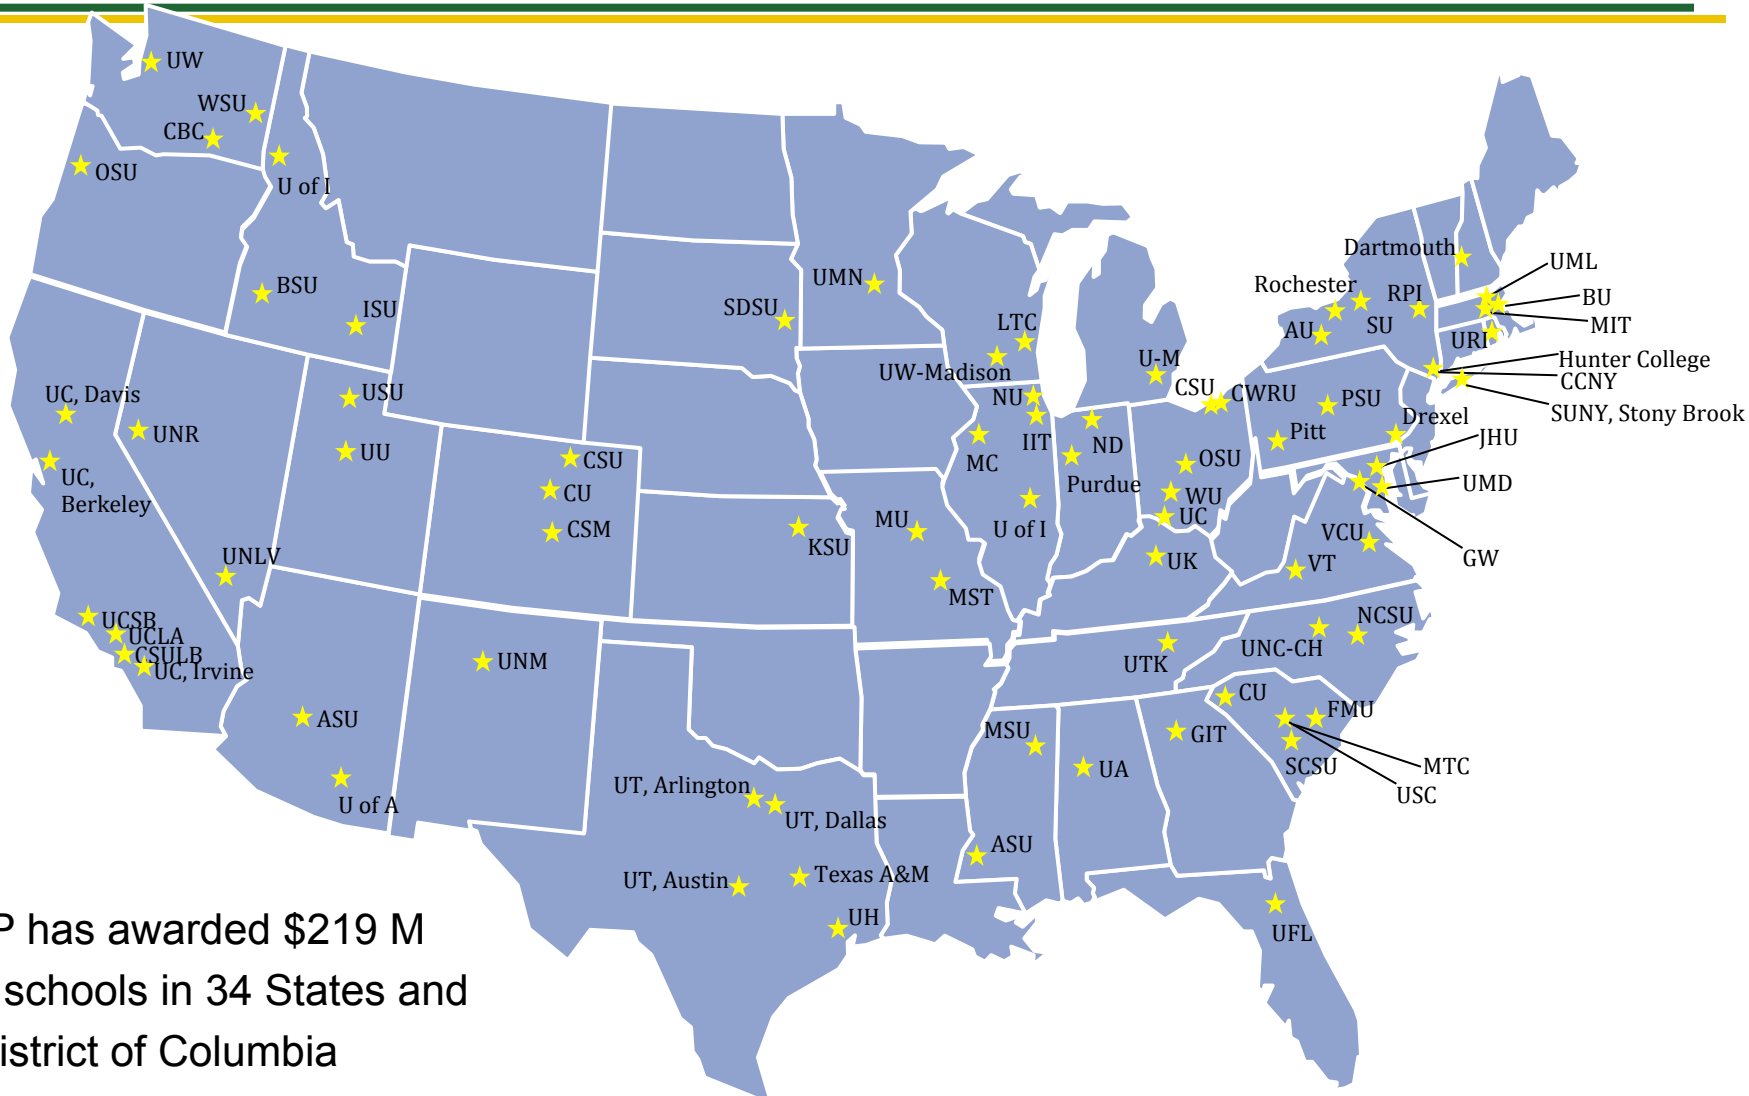 UW
WSU
CBC
OSU
U of I
BSU
ISU
UC, Davis
UNR
UC,
Berkeley
USU
UU
UNLV
UCSB
UCLA
CSULB
UC, Irvine
ASU
U of A
UNM
CSU
CU
CSM
SDSU
UMN
KSU
MU
MST
LTC
UW-Madison
NU
IIT
MC
U of I
ND
Purdue
U-M
CSU
CWRU
OSU
WU
UC
UK
UTK
Dartmouth
Rochester
RPI
SU
AU
URI
UML
BU
MIT
Hunter College
CCNY
SUNY, Stony Brook
PSU
Pitt
Drexel
JHU
UMD
GW
VCU
VT
NCSU
UNC-CH
CU
FMU
SCSU
MTC
USC
GIT
UA
MSU
ASU
UT, Arlington
UT, Dallas
UT, Austin
Texas A&M
UH
UFL
P has awarded $219 M
schools in 34 States and
istrict of Columbia